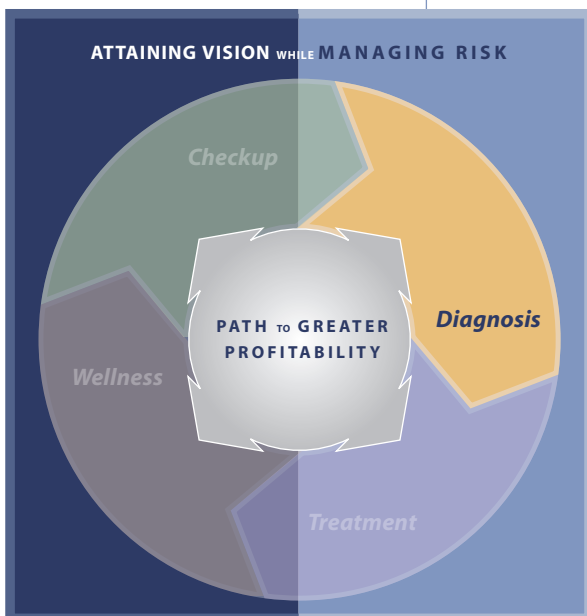 ATTAINING VISION WHILE MANAGING RISK
Checkup
Diagnosis
Treatment
Wellness
PATH TO GREATER
PROFITABILITY